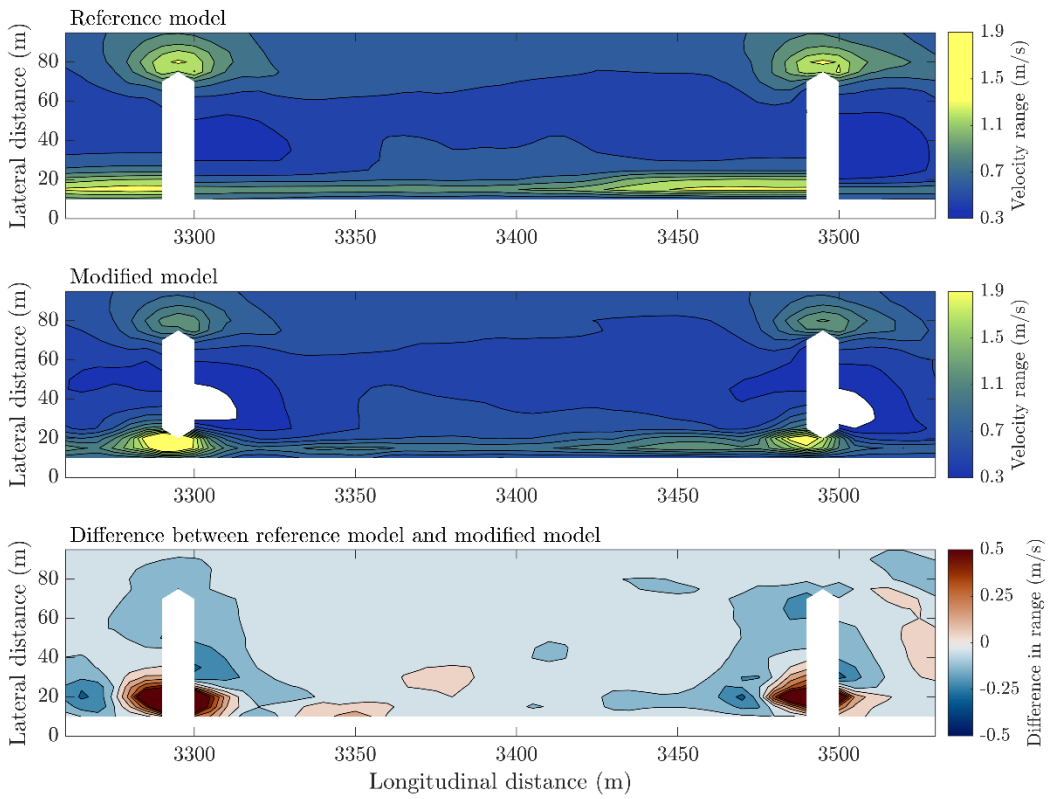 Reference model
Lateral distance (m)
80
60
40
20
0
3300 3350 3400 3450 3500
1.9
1.5
1.1
0.7
0.3
Velocity range (m/s)
Modified model
Lateral distance (m)
80
60
40
20
0
3300 3350 3400 3450 3500
1.9
1.5
1.1
0.7
0.3
Velocity range (m/s)
Difference between reference model and modified model
Lateral distance (m)
80
60
40
20
0
3300 3350 3400 3450 3500
Longitudinal distance (m)
0.5
0.25
0
-0.25
-0.5
Difference in range (m/s)